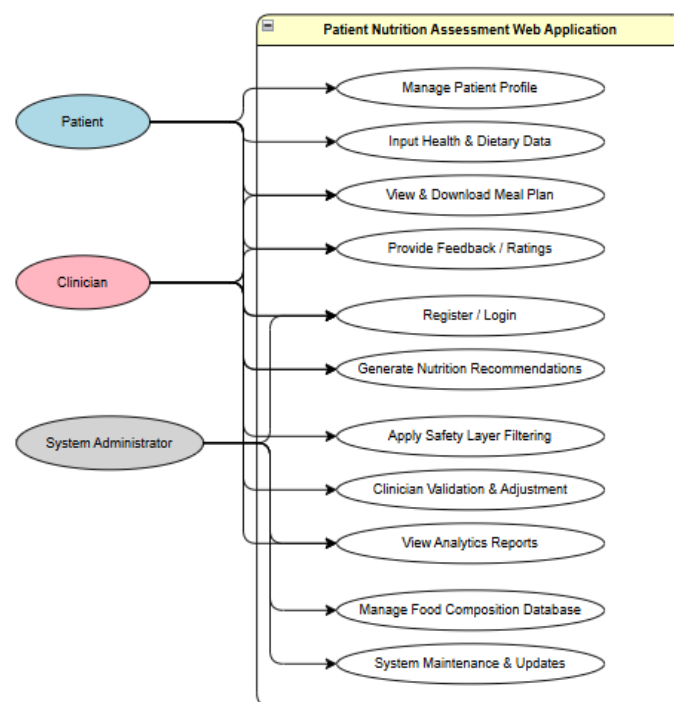 Patient Nutrition Assessment Web Application
Manage Patient Profile
Patient
Input Health & Dietary Data
View & Download Meal Plan
Provide Feedback / Ratings
Clinician
Register / Login
Generate Nutrition Recommendations
System Administrator
Apply Safety Layer Filtering
Clinician Validation & Adjustment
View Analytics Reports
Manage Food Composition Database
System Maintenance & Updates